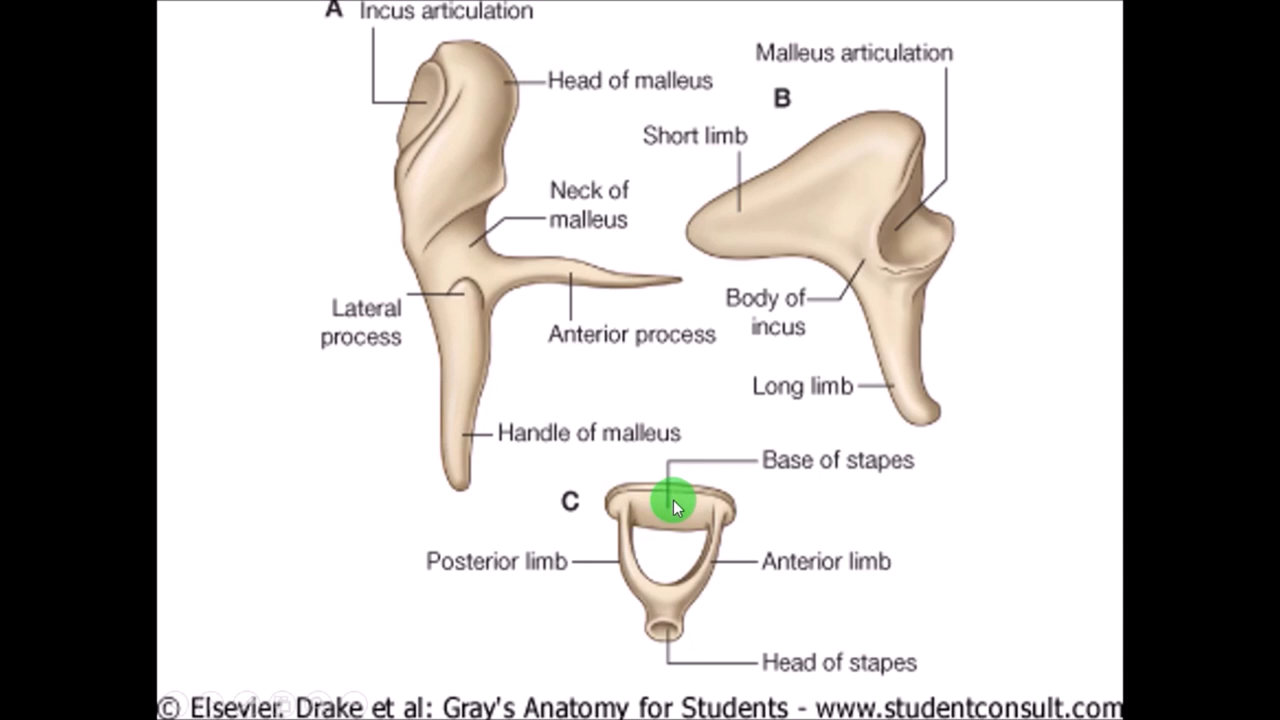 A Incus articulation
Head of malleus
Neck of
malleus
Lateral
process
Anterior process
Handle of malleus
Malleus articulation
B
Short limb
Body of
incus
Long limb
C
Base of stapes
Posterior limb
Anterior limb
Head of stapes
© Elsevier. Drake et al: Gray's Anatomy for Students - www.studentconsult.com